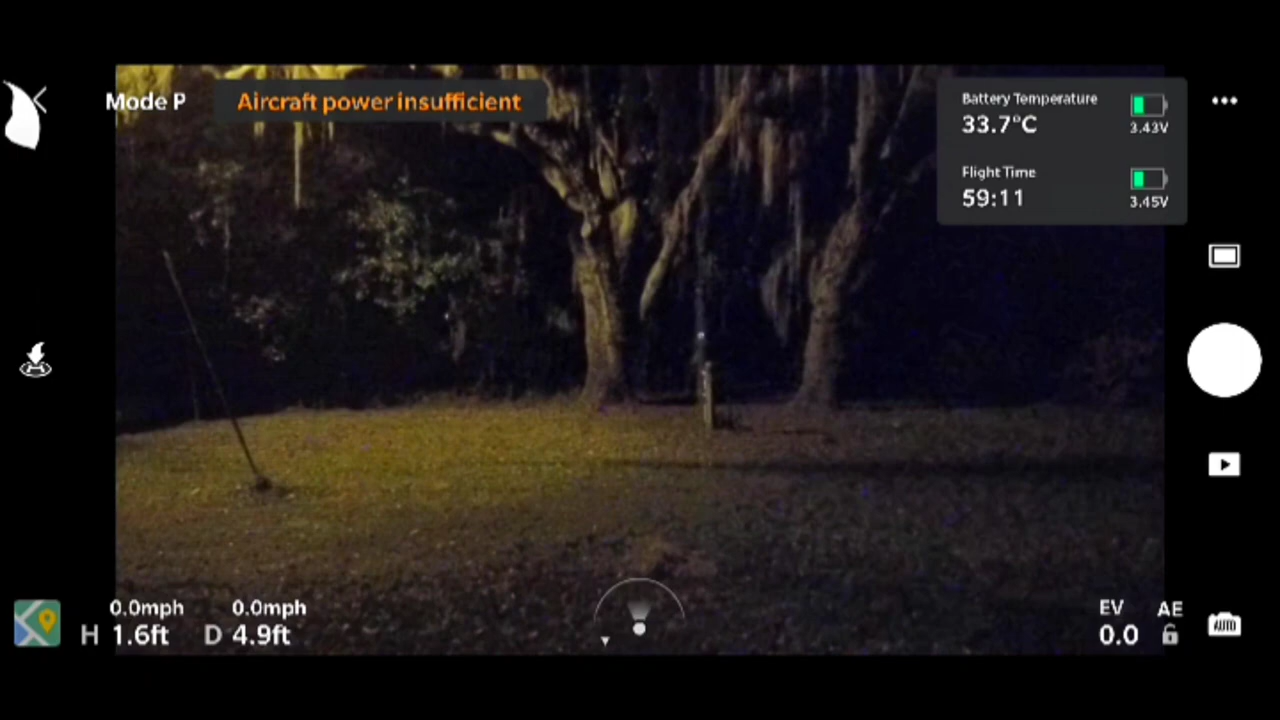 Mode P
Aircraft power insufficient
Battery Temperature
33.7°C
3.43V
Flight Time
59:11
3.45V
0.0mph 0.0mph
H 1.6ft D 4.9ft
EV AE
0.0
AUTO